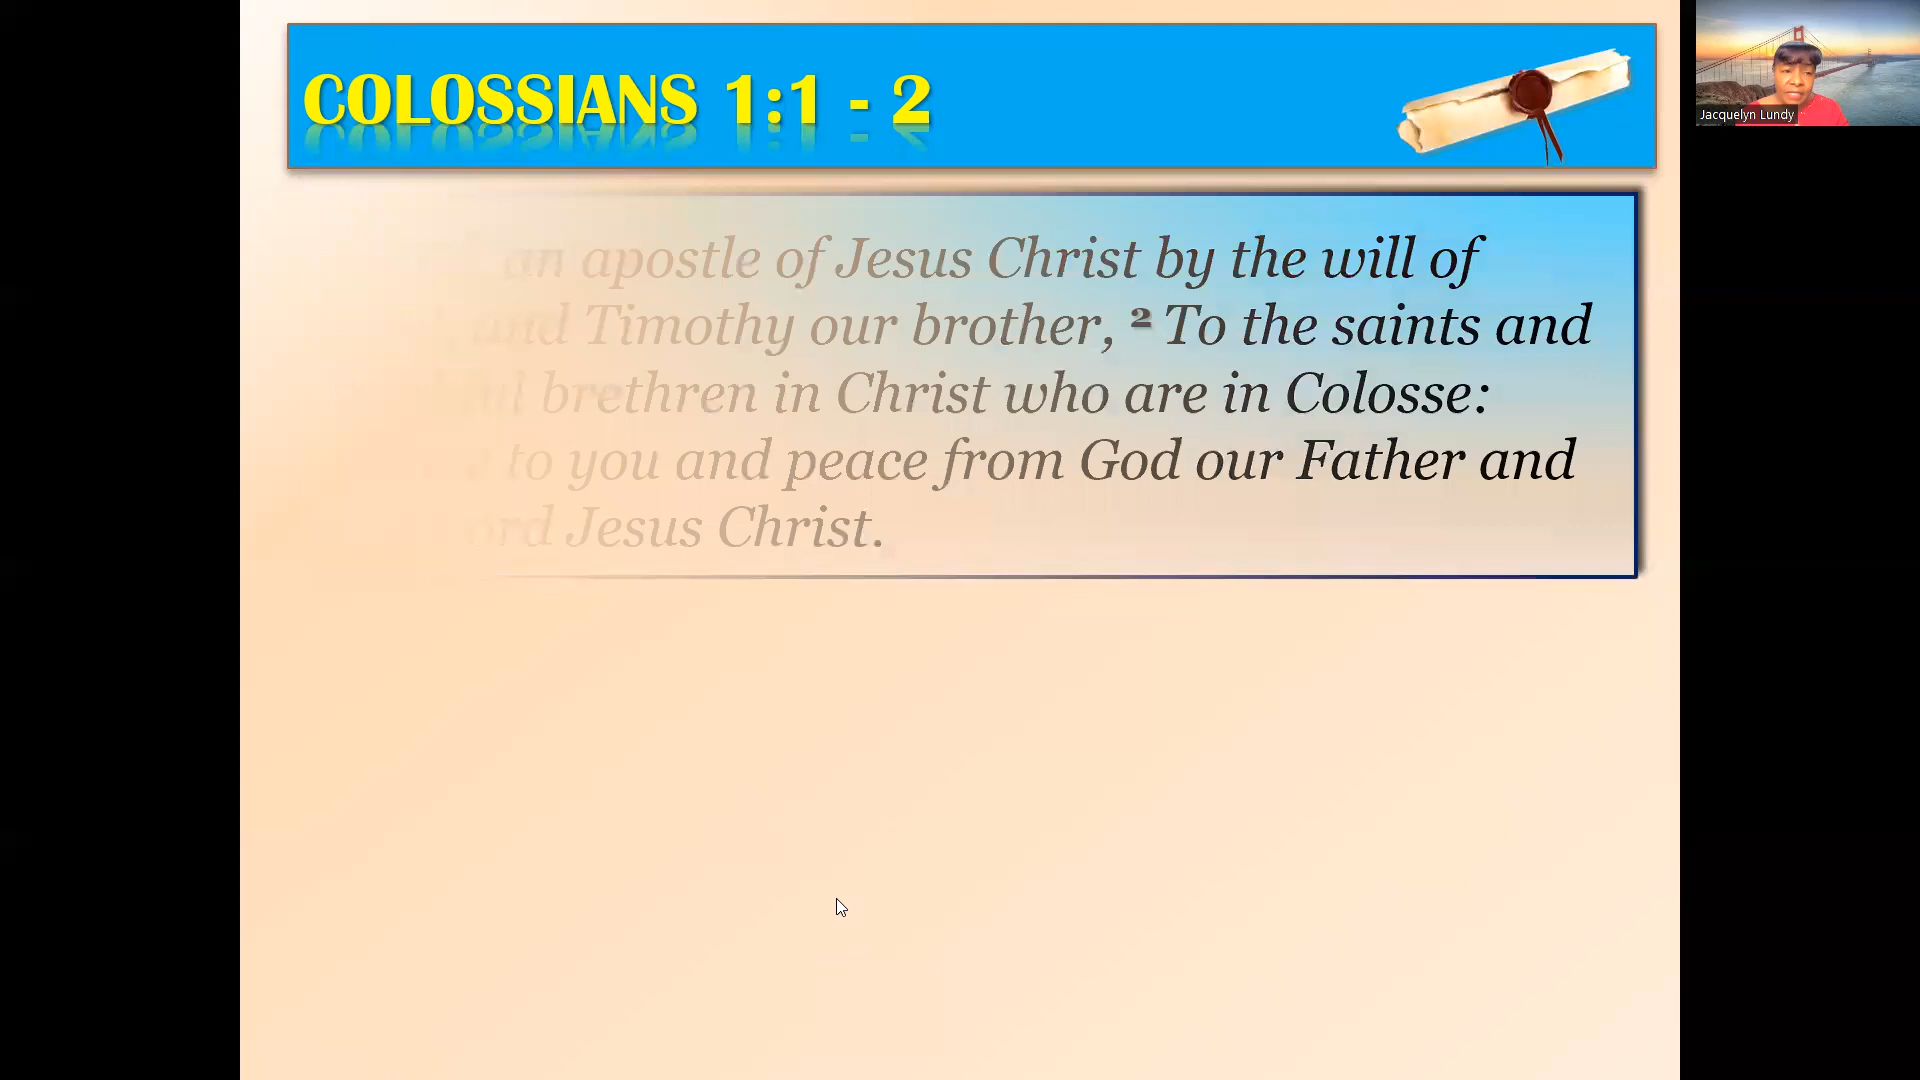 COLOSSIANS 1:1 - 2
Jacquelyn Lundy
an apostle of Jesus Christ by the will of
and Timothy our brother, 2 To the saints and
brethren in Christ who are in Colosse:
to you and peace from God our Father and
Jesus Christ.